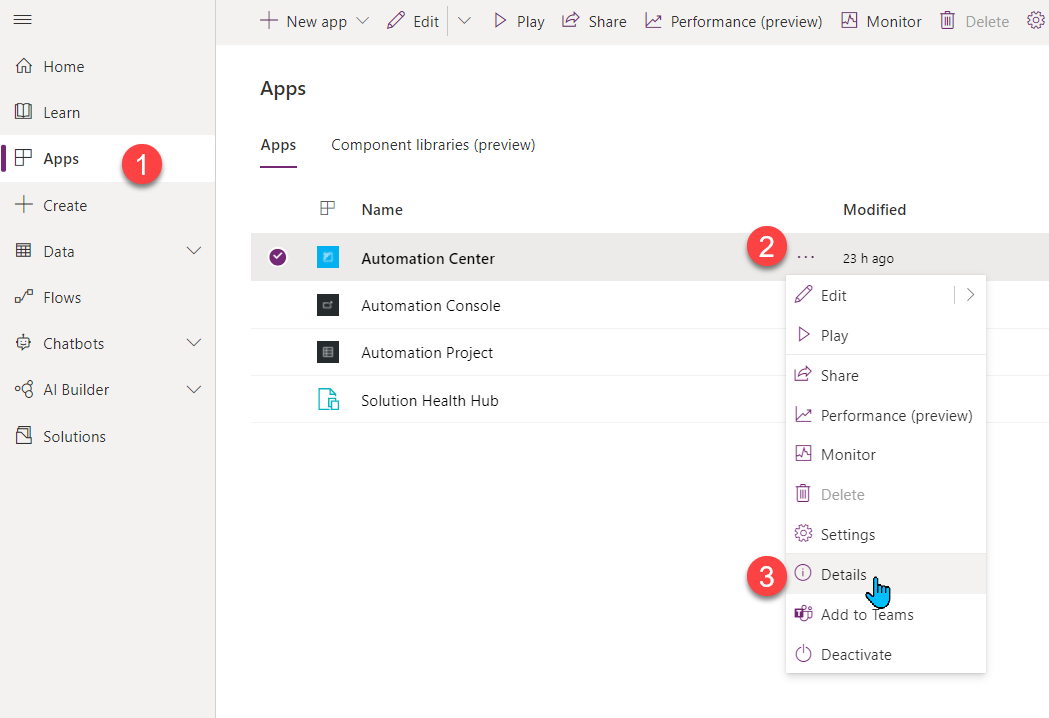 New app
Edit
Play
Share
Performance (preview)
Monitor
Delete
Home
Learn
Apps
1
Create
Data
Flows
Chatbots
AI Builder
Solutions
Apps
Apps
Component libraries (preview)
Name
Modified
Automation Center
2
...
23 h ago
Automation Console
Automation Project
Solution Health Hub
Edit
Play
Share
Performance (preview)
Monitor
Delete
Settings
3
Details
Add to Teams
Deactivate